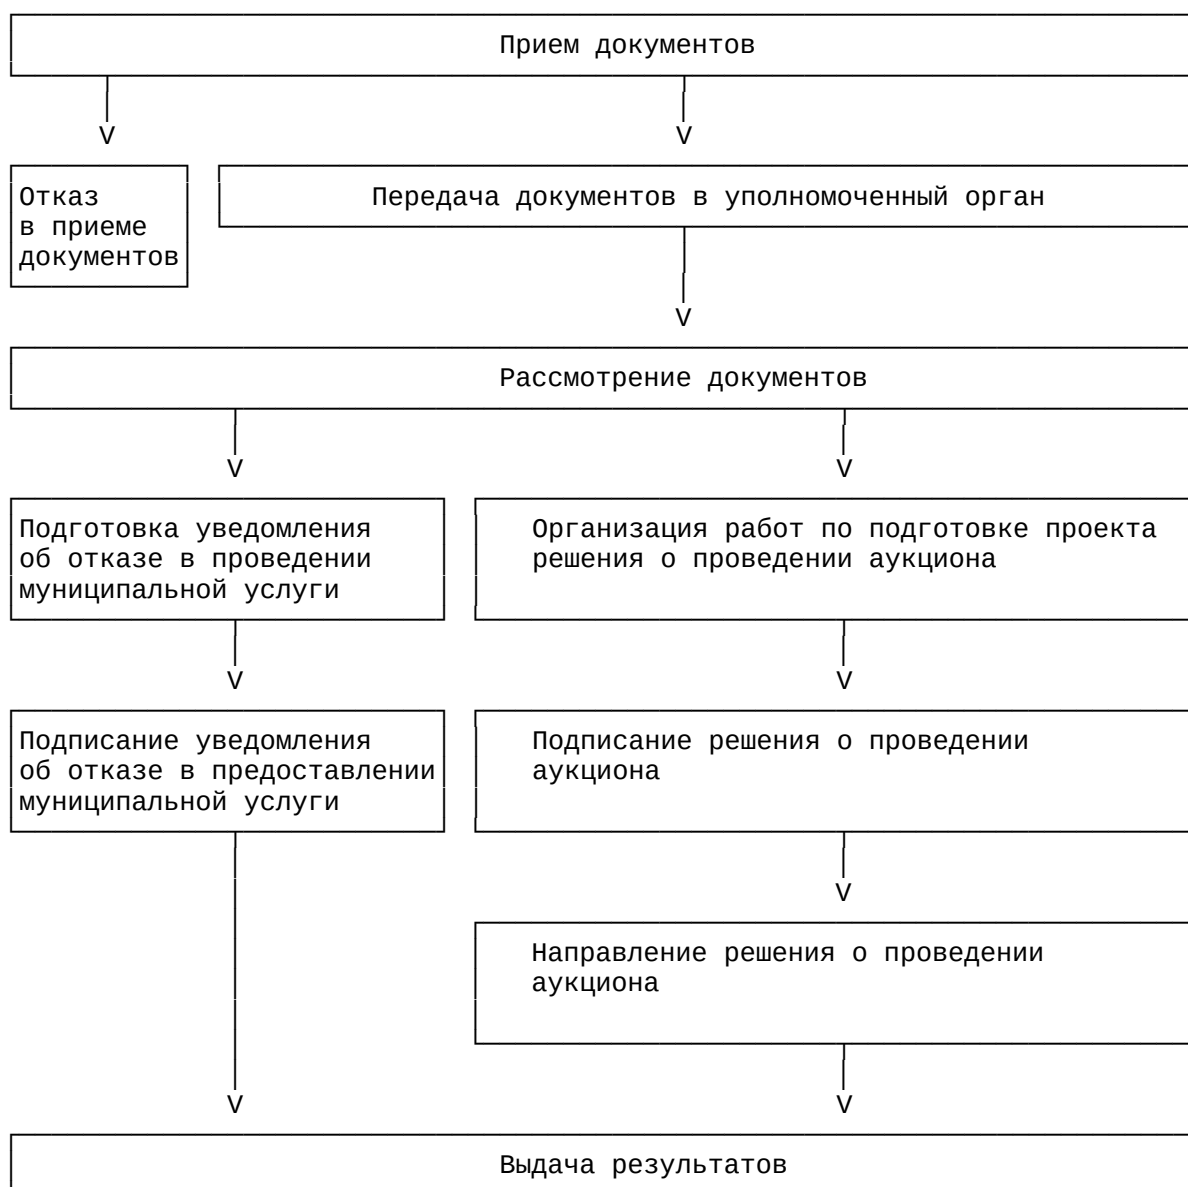 Прием документов
Отказ
в приеме
документов
Передача документов в уполномоченный орган
Рассмотрение документов
Подготовка уведомления
об отказе в проведении
муниципальной услуги
Организация работ по подготовке проекта
решения о проведении аукциона
Подписание уведомления
об отказе в предоставлении
муниципальной услуги
Подписание решения о проведении
аукциона
Направление решения о проведении
аукциона
Выдача результатов